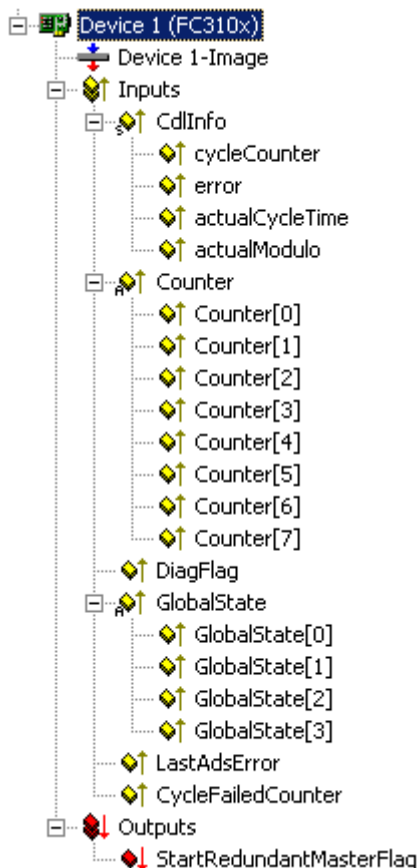 Device 1 (FC310x)
Device 1-Image
Inputs
CdlInfo
cycleCounter
error
actualCycleTime
actualModulo
Counter
Counter[0]
Counter[1]
Counter[2]
Counter[3]
Counter[4]
Counter[5]
Counter[6]
Counter[7]
DiagFlag
GlobalState
GlobalState[0]
GlobalState[1]
GlobalState[2]
GlobalState[3]
LastAdsError
CycleFailedCounter
Outputs
StartRedundantMasterFlag